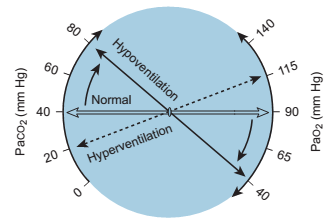 80
60
40
20
0
PaCO2 (mm Hg)
Hypoventilation
Normal
Hyperventilation
140
115
90
65
40
PaO2 (mm Hg)